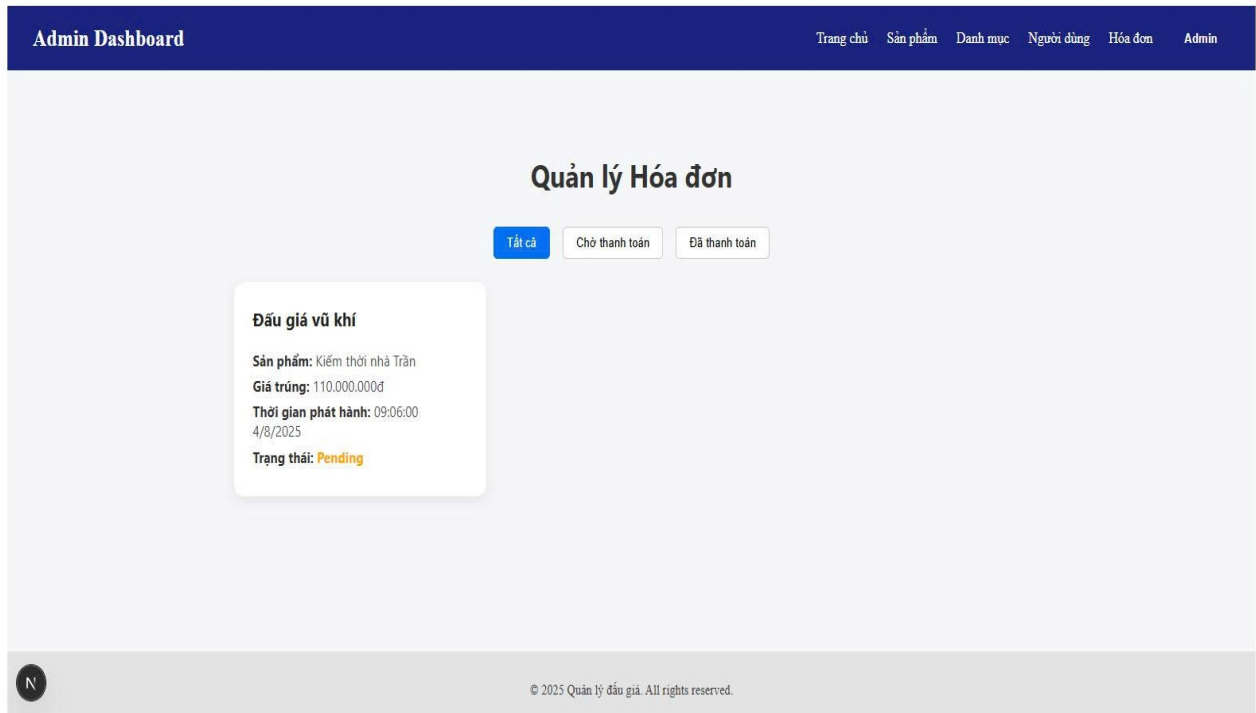 Admin Dashboard
Trang chủ Sản phẩm Danh mục Người dùng Hóa đơn Admin
Quản lý Hóa đơn
Tất cả Chờ thanh toán Đã thanh toán
Đấu giá vũ khí
Sản phẩm: Kiếm thời nhà Trần
Giá trúng: 110.000.000đ
Thời gian phát hành: 09:06:00
4/8/2025
Trạng thái: Pending
N
© 2025 Quản lý đấu giá. All rights reserved.